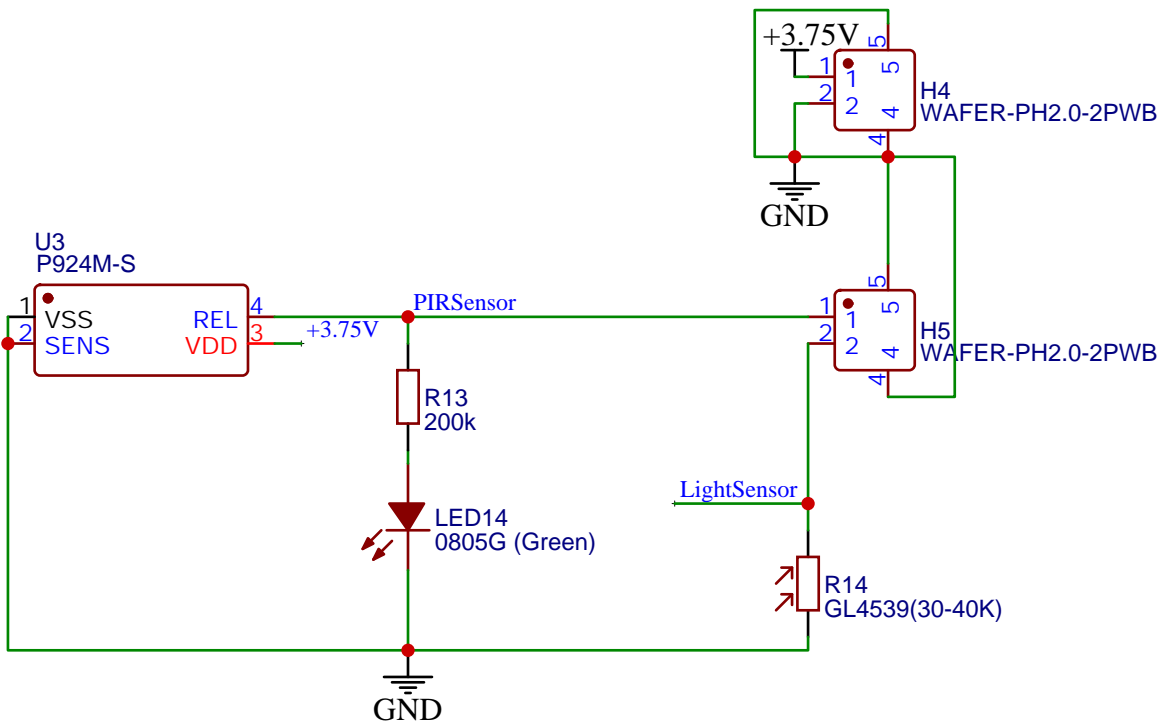 +3.75V
5
5
1
1
2
2
4
4
H4
WAFER-PH2.0-2PWB
GND
U3
P924M-S
1
VSS
2
SENS
REL
4
VDD
3
+3.75V
PIRSensor
5
5
1
1
2
2
4
4
H5
WAFER-PH2.0-2PWB
R13
200k
LightSensor
LED14
0805G (Green)
R14
GL4539(30-40K)
GND